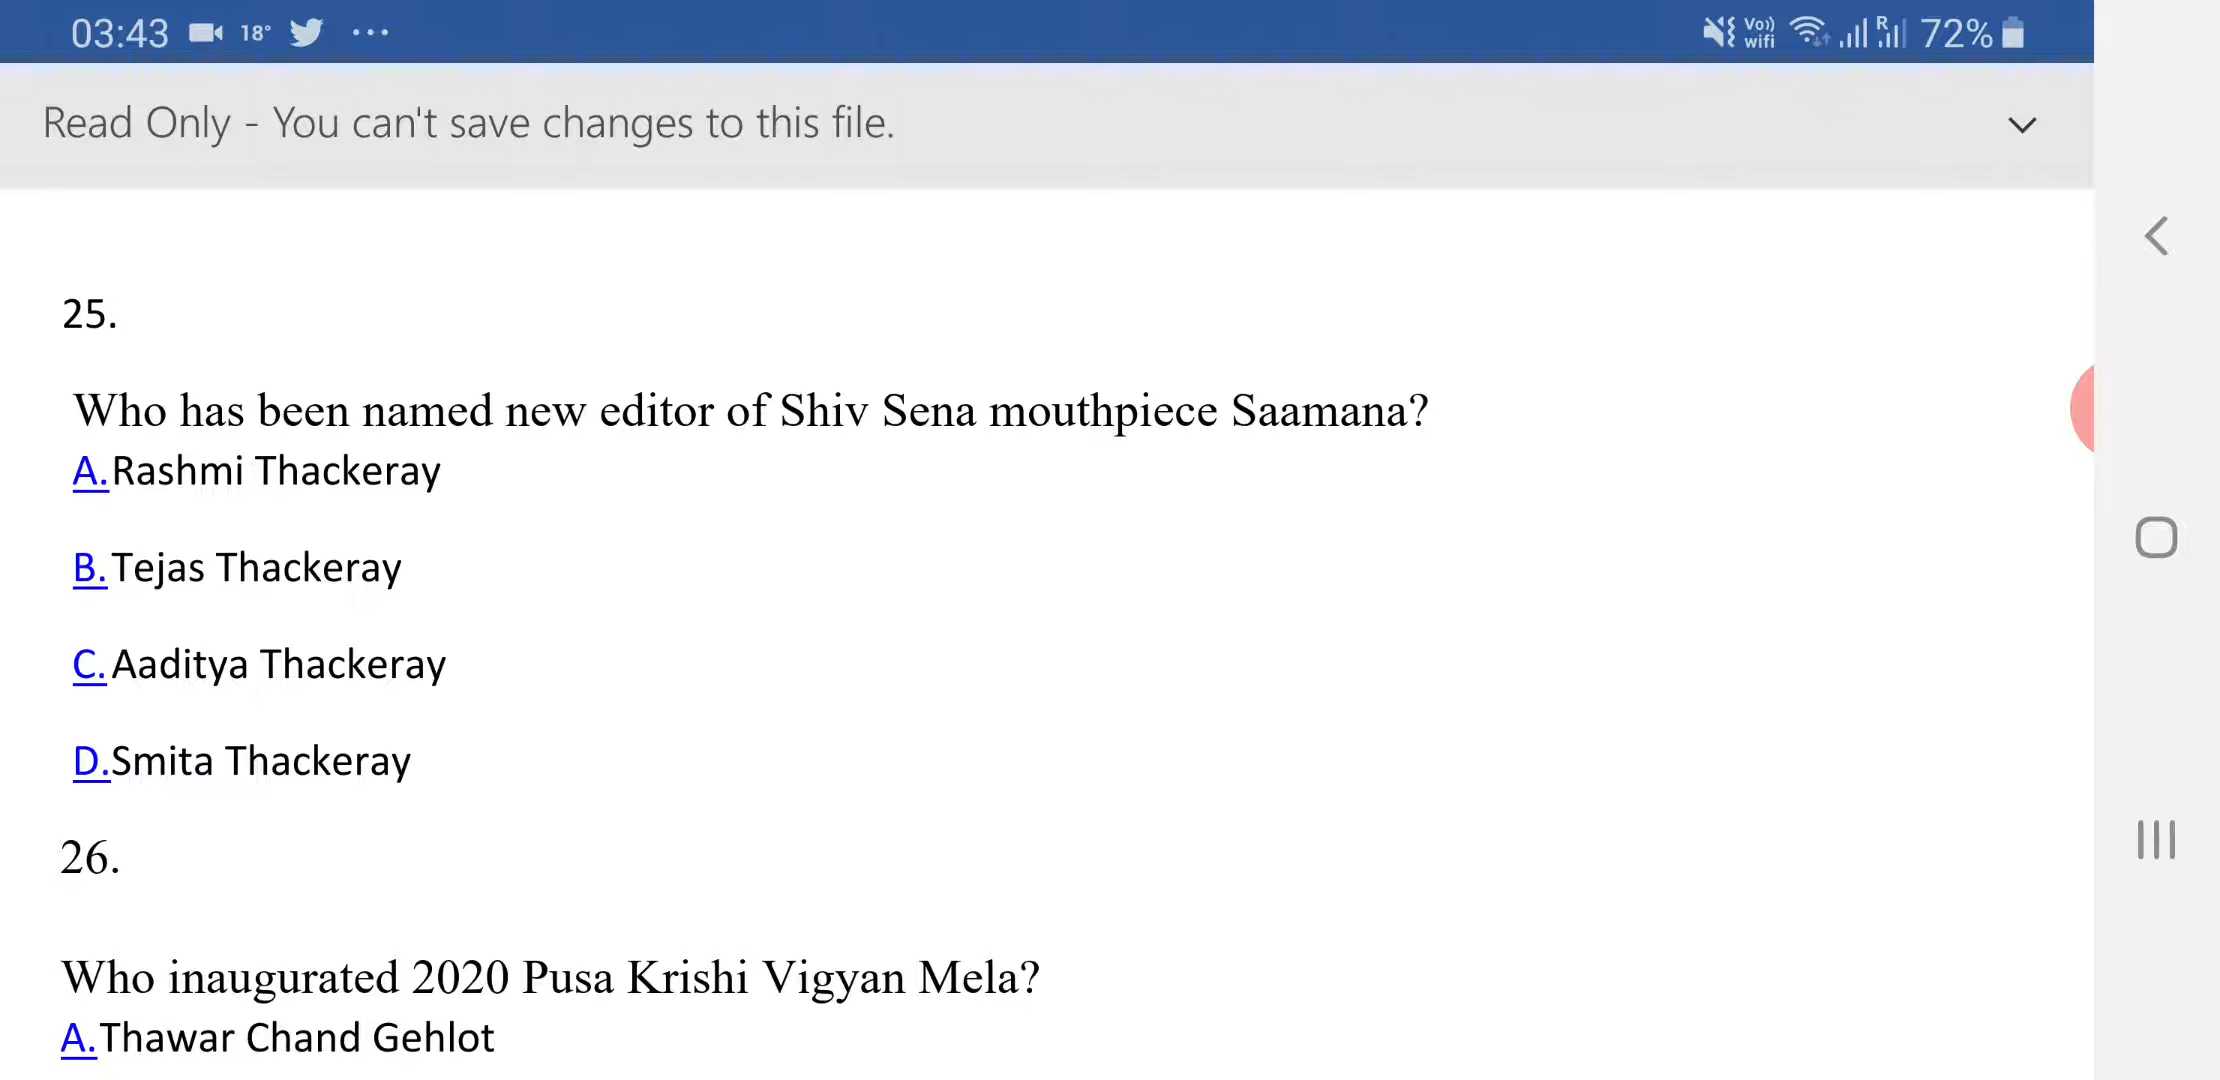 03:43 18° ... Vo)) wifi R 72%
Read Only - You can't save changes to this file.
25.
Who has been named new editor of Shiv Sena mouthpiece Saamana?
A.Rashmi Thackeray
B.Tejas Thackeray
C.Aaditya Thackeray
D.Smita Thackeray
26.
Who inaugurated 2020 Pusa Krishi Vigyan Mela?
A.Thawar Chand Gehlot